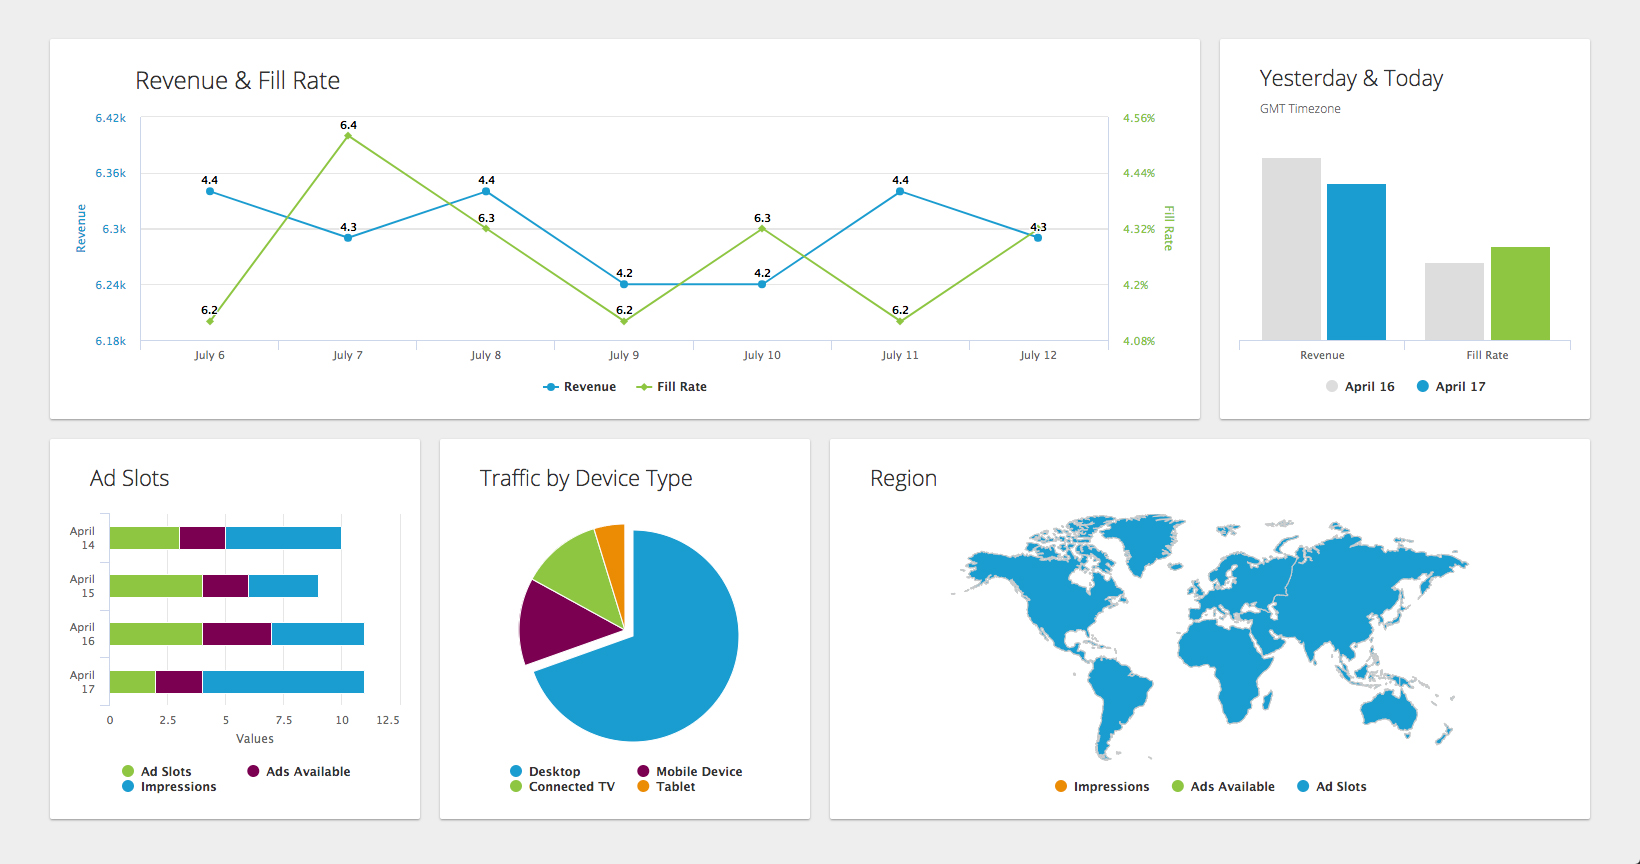 Revenue & Fill Rate
6.42k
6.36k
6.3k
6.24k
6.18k
Revenue
4.4
4.3
4.4
4.2
4.2
4.4
4.3
6.2
6.4
6.3
6.2
6.3
6.2
4.56%
4.44%
4.32%
4.2%
4.08%
Fill Rate
July 6 July 7 July 8 July 9 July 10 July 11 July 12
Revenue Fill Rate
Yesterday & Today
GMT Timezone
Revenue Fill Rate
April 16 April 17
Ad Slots
April
14
April
15
April
16
April
17
0 2.5 5 7.5 10 12.5
Values
Ad Slots Ads Available
Impressions
Traffic by Device Type
Desktop Mobile Device
Connected TV Tablet
Region
Impressions Ads Available Ad Slots